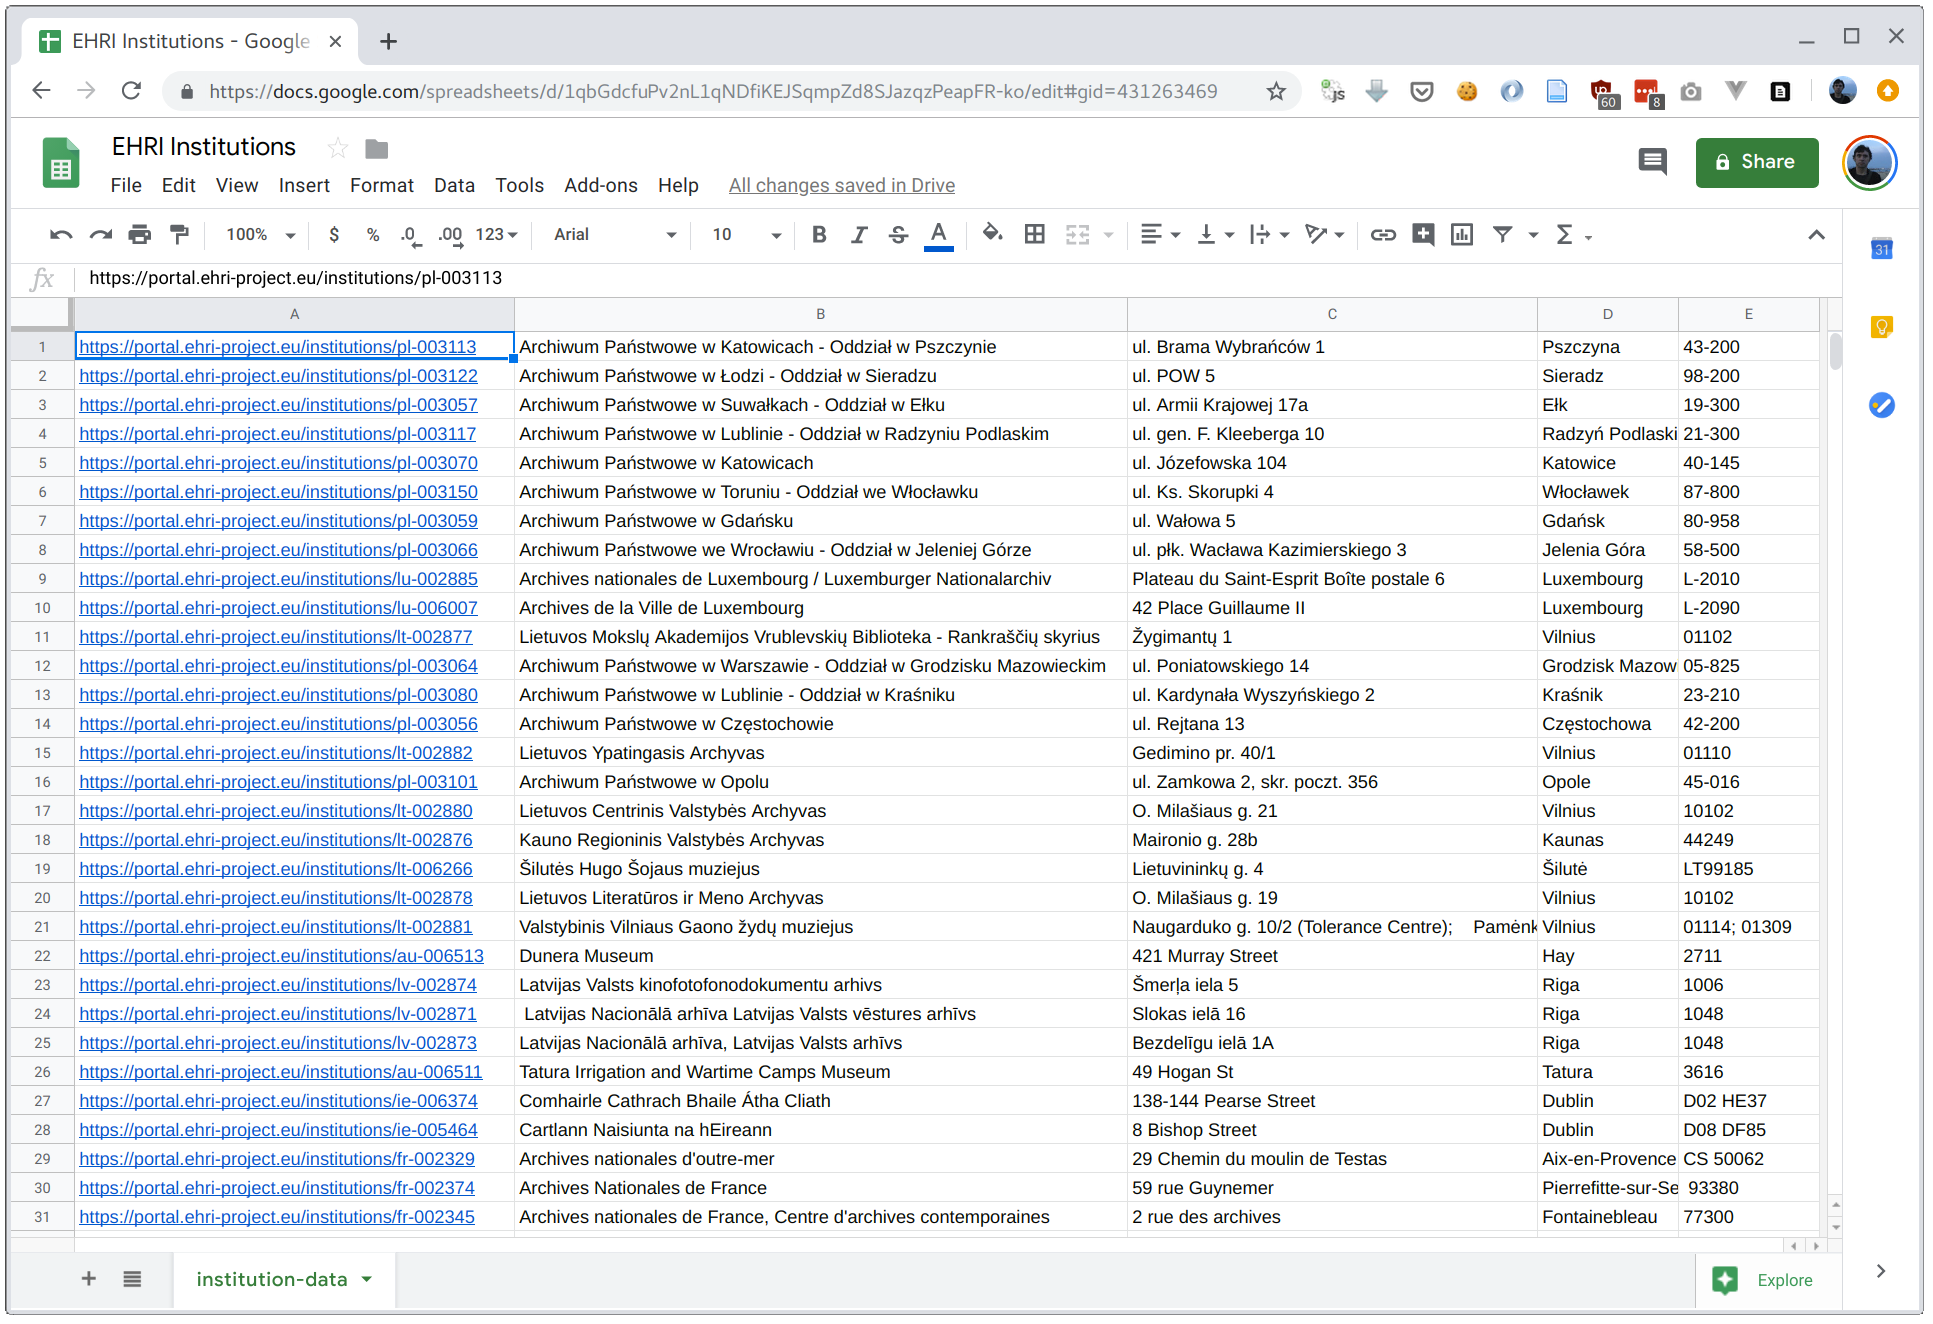 EHRI Institutions - Google
https://docs.google.com/spreadsheets/d/1qbGdcfuPv2nL1qNDfiKEJSqmpZd8SJazqzPeapFR-ko/edit#gid=431263469
JS
60
8
EHRI Institutions
File Edit View Insert Format Data Tools Add-ons Help All changes saved in Drive
Share
100% $ % .0 .00 123 Arial 10 B I S A Σ
31
fx https://portal.ehri-project.eu/institutions/pl-003113
A B C D E
1 https://portal.ehri-project.eu/institutions/pl-003113 Archiwum Państwowe w Katowicach - Oddział w Pszczynie ul. Brama Wybrańców 1 Pszczyna 43-200
2 https://portal.ehri-project.eu/institutions/pl-003122 Archiwum Państwowe w Łodzi - Oddział w Sieradzu ul. POW 5 Sieradz 98-200
3 https://portal.ehri-project.eu/institutions/pl-003057 Archiwum Państwowe w Suwałkach - Oddział w Ełku ul. Armii Krajowej 17a Ełk 19-300
4 https://portal.ehri-project.eu/institutions/pl-003117 Archiwum Państwowe w Lublinie - Oddział w Radzyniu Podlaskim ul. gen. F. Kleeberga 10 Radzyń Podlaski 21-300
5 https://portal.ehri-project.eu/institutions/pl-003070 Archiwum Państwowe w Katowicach ul. Józefowska 104 Katowice 40-145
6 https://portal.ehri-project.eu/institutions/pl-003150 Archiwum Państwowe w Toruniu - Oddział we Włocławku ul. Ks. Skorupki 4 Włocławek 87-800
7 https://portal.ehri-project.eu/institutions/pl-003059 Archiwum Państwowe w Gdańsku ul. Wałowa 5 Gdańsk 80-958
8 https://portal.ehri-project.eu/institutions/pl-003066 Archiwum Państwowe we Wrocławiu - Oddział w Jeleniej Górze ul. płk. Wacława Kazimierskiego 3 Jelenia Góra 58-500
9 https://portal.ehri-project.eu/institutions/lu-002885 Archives nationales de Luxembourg / Luxemburger Nationalarchiv Plateau du Saint-Esprit Boîte postale 6 Luxembourg L-2010
10 https://portal.ehri-project.eu/institutions/lu-006007 Archives de la Ville de Luxembourg 42 Place Guillaume II Luxembourg L-2090
11 https://portal.ehri-project.eu/institutions/lt-002877 Lietuvos Mokslų Akademijos Vrublevskių Biblioteka - Rankraščių skyrius Žygimantų 1 Vilnius 01102
12 https://portal.ehri-project.eu/institutions/pl-003064 Archiwum Państwowe w Warszawie - Oddział w Grodzisku Mazowieckim ul. Poniatowskiego 14 Grodzisk Mazow 05-825
13 https://portal.ehri-project.eu/institutions/pl-003080 Archiwum Państwowe w Lublinie - Oddział w Kraśniku ul. Kardynała Wyszyńskiego 2 Kraśnik 23-210
14 https://portal.ehri-project.eu/institutions/pl-003056 Archiwum Państwowe w Częstochowie ul. Rejtana 13 Częstochowa 42-200
15 https://portal.ehri-project.eu/institutions/lt-002882 Lietuvos Ypatingasis Archyvas Gedimino pr. 40/1 Vilnius 01110
16 https://portal.ehri-project.eu/institutions/pl-003101 Archiwum Państwowe w Opolu ul. Zamkowa 2, skr. poczt. 356 Opole 45-016
17 https://portal.ehri-project.eu/institutions/lt-002880 Lietuvos Centrinis Valstybės Archyvas O. Milašiaus g. 21 Vilnius 10102
18 https://portal.ehri-project.eu/institutions/lt-002876 Kauno Regioninis Valstybės Archyvas Maironio g. 28b Kaunas 44249
19 https://portal.ehri-project.eu/institutions/lt-006266 Šilutės Hugo Šojaus muziejus Lietuvininkų g. 4 Šilutė LT99185
20 https://portal.ehri-project.eu/institutions/lt-002878 Lietuvos Literatūros ir Meno Archyvas O. Milašiaus g. 19 Vilnius 10102
21 https://portal.ehri-project.eu/institutions/lt-002881 Valstybinis Vilniaus Gaono žydų muziejus Naugarduko g. 10/2 (Tolerance Centre); Pamėnk Vilnius 01114; 01309
22 https://portal.ehri-project.eu/institutions/au-006513 Dunera Museum 421 Murray Street Hay 2711
23 https://portal.ehri-project.eu/institutions/lv-002874 Latvijas Valsts kinofotofonodokumentu arhivs Šmerļa iela 5 Riga 1006
24 https://portal.ehri-project.eu/institutions/lv-002871 Latvijas Nacionālā arhīva Latvijas Valsts vēstures arhīvs Slokas ielā 16 Riga 1048
25 https://portal.ehri-project.eu/institutions/lv-002873 Latvijas Nacionālā arhīva, Latvijas Valsts arhīvs Bezdelīgu ielā 1A Riga 1048
26 https://portal.ehri-project.eu/institutions/au-006511 Tatura Irrigation and Wartime Camps Museum 49 Hogan St Tatura 3616
27 https://portal.ehri-project.eu/institutions/ie-006374 Comhairle Cathrach Bhaile Átha Cliath 138-144 Pearse Street Dublin D02 HE37
28 https://portal.ehri-project.eu/institutions/ie-005464 Cartlann Naisiunta na hEireann 8 Bishop Street Dublin D08 DF85
29 https://portal.ehri-project.eu/institutions/fr-002329 Archives nationales d'outre-mer 29 Chemin du moulin de Testas Aix-en-Provence CS 50062
30 https://portal.ehri-project.eu/institutions/fr-002374 Archives Nationales de France 59 rue Guynemer Pierrefitte-sur-Se 93380
31 https://portal.ehri-project.eu/institutions/fr-002345 Archives nationales de France, Centre d'archives contemporaines 2 rue des archives Fontainebleau 77300
institution-data
Explore